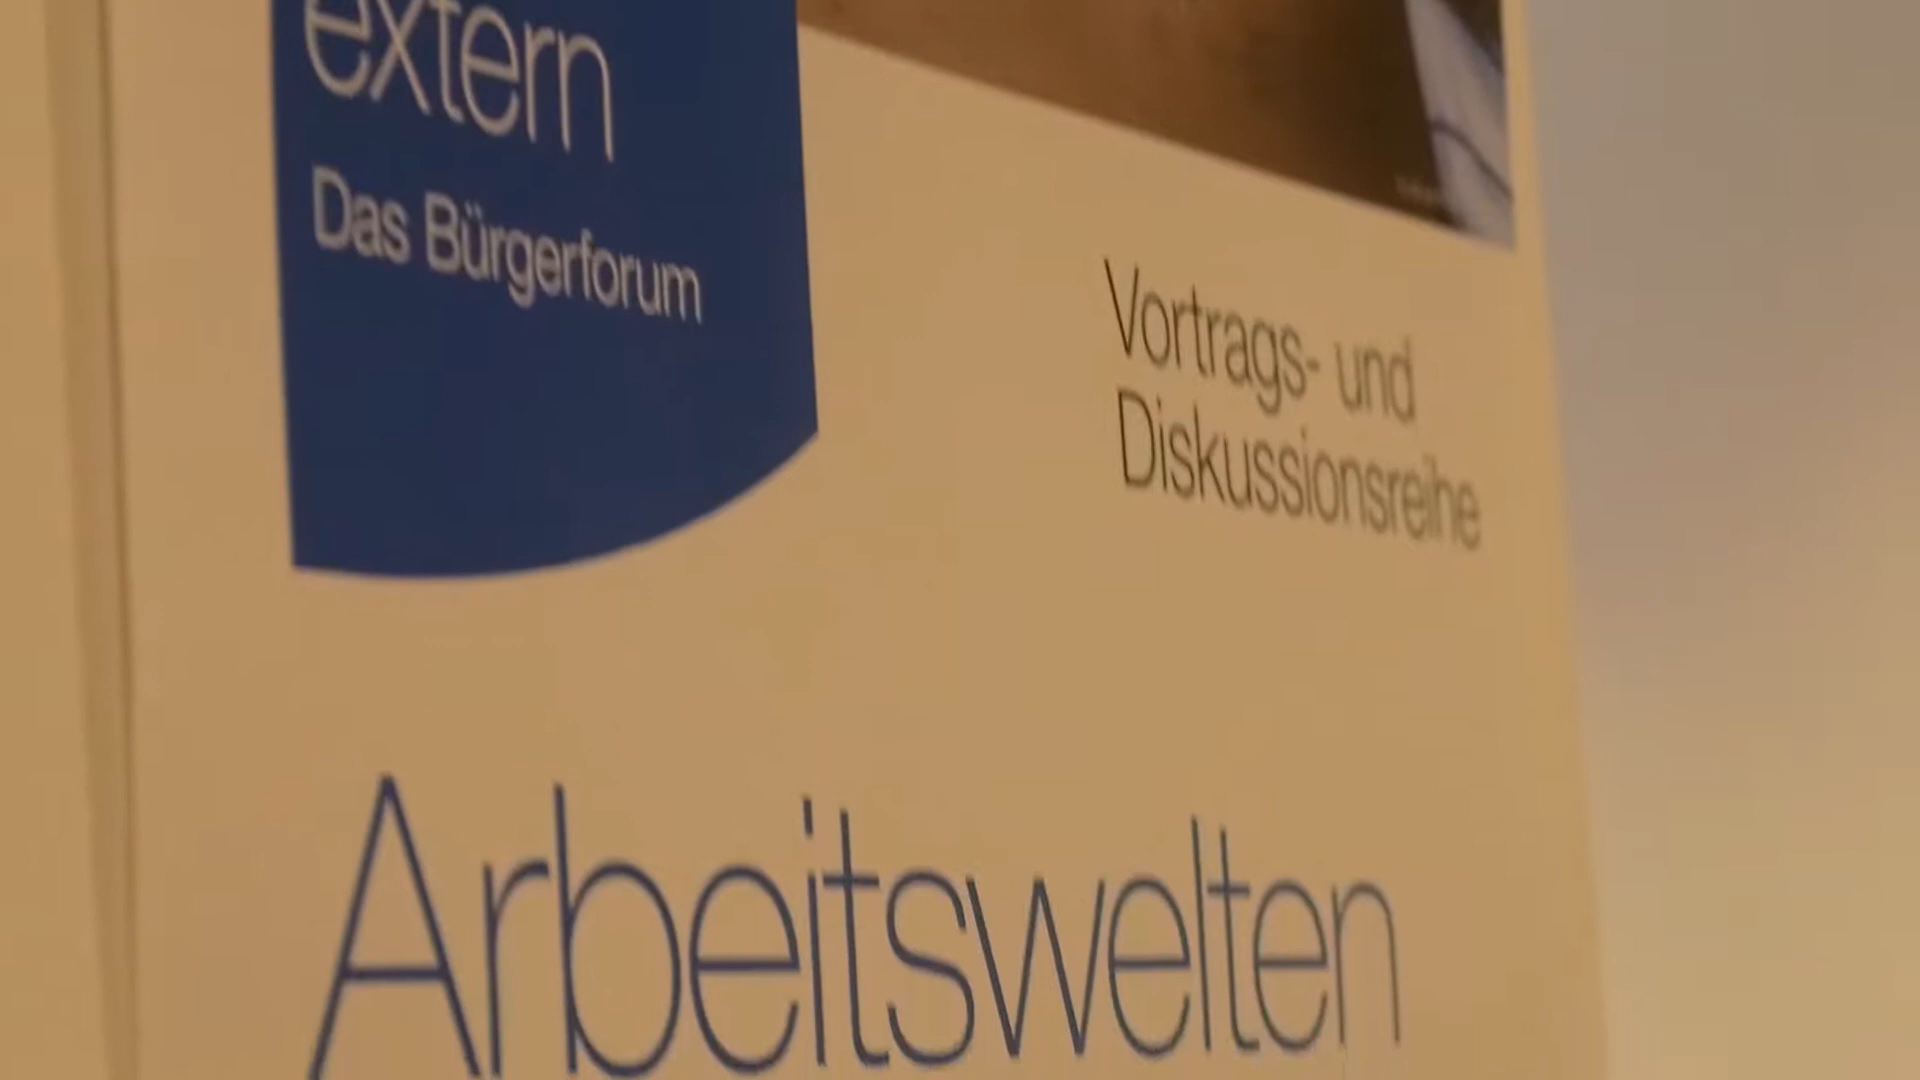 extern
Das Bürgerforum
Vortrags- und
Diskussionsreihe
Arbeitswelten